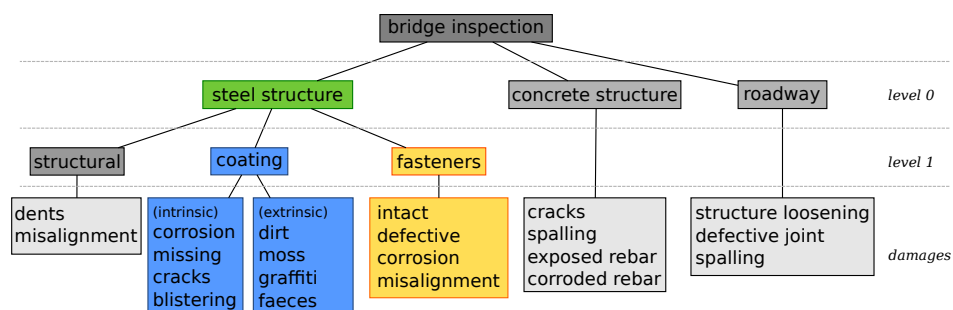 bridge inspection
steel structure
concrete structure
roadway
level 0
structural
coating
fasteners
level 1
dents
misalignment
(intrinsic)
corrosion
missing
cracks
blistering
(extrinsic)
dirt
moss
graffiti
faeces
intact
defective
corrosion
misalignment
cracks
spalling
exposed rebar
corroded rebar
structure loosening
defective joint
spalling
damages